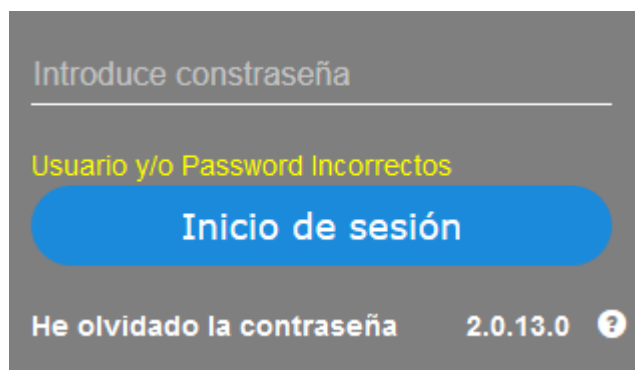 Introduce constraseña
Usuario y/o Password Incorrectos
Inicio de sesión
He olvidado la contraseña 2.0.13.0 ?